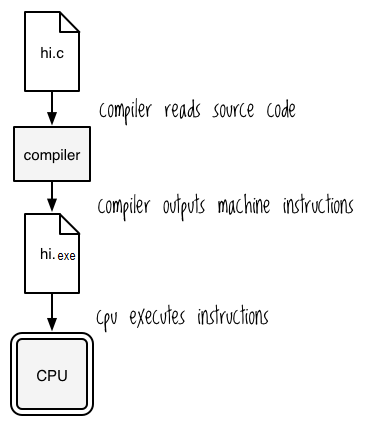 hi.c
compiler reads source code
compiler
compiler outputs machine instructions
hi.exe
cpu executes instructions
CPU